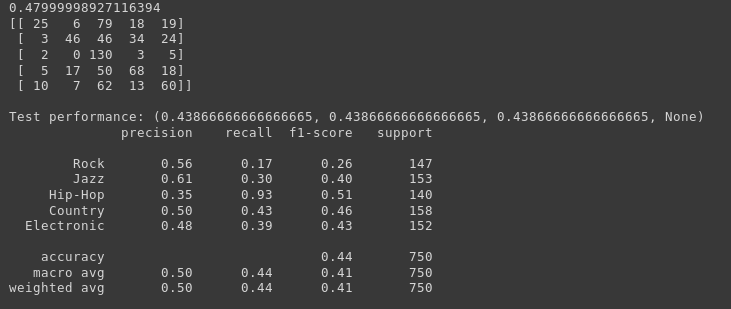 0.47999998927116394
[[ 25   6  79  18  19]
 [  3  46  46  34  24]
 [  2   0 130   3   5]
 [  5  17  50  68  18]
 [ 10   7  62  13  60]]
Test performance: (0.43866666666666665, 0.43866666666666665, 0.43866666666666665, None)
precision recall f1-score support
Rock 0.56 0.17 0.26 147
Jazz 0.61 0.30 0.40 153
Hip-Hop 0.35 0.93 0.51 140
Country 0.50 0.43 0.46 158
Electronic 0.48 0.39 0.43 152
accuracy 0.44 750
macro avg 0.50 0.44 0.41 750
weighted avg 0.50 0.44 0.41 750